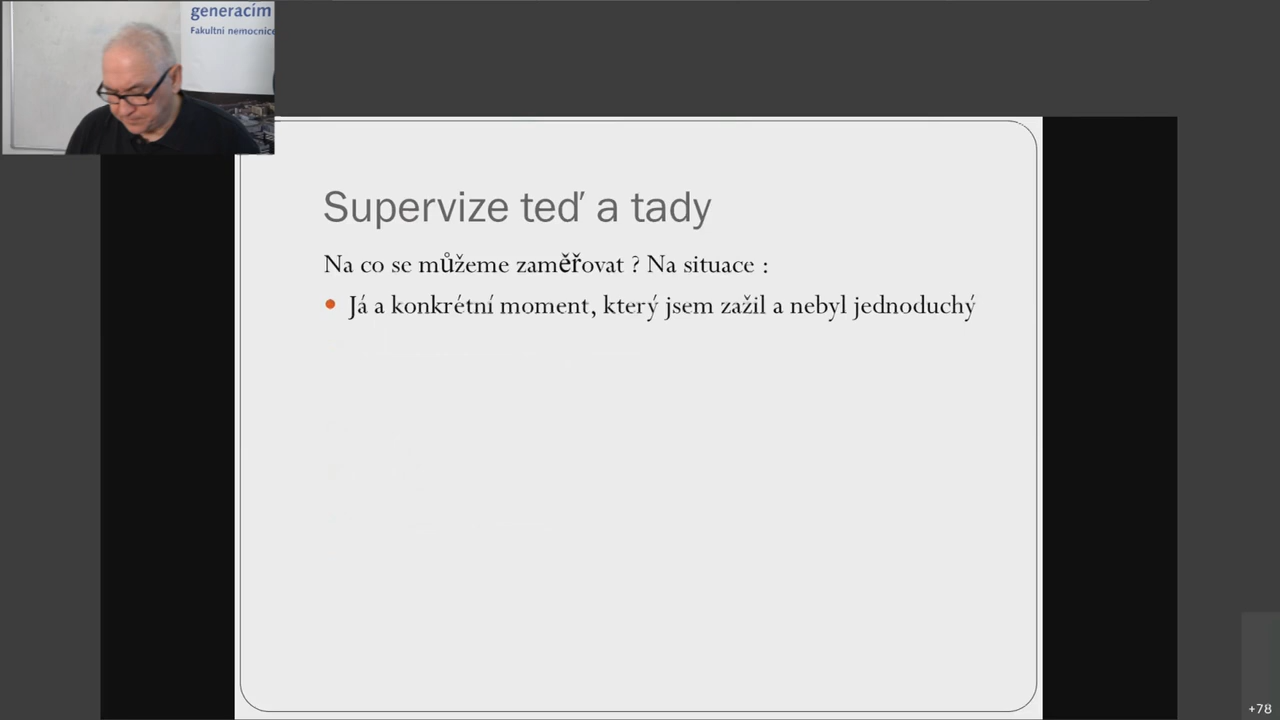 generacím
Fakultní nemocnice
Supervize teď a tady
Na co se můžeme zaměřovat ? Na situace :
Já a konkrétní moment, který jsem zažil a nebyl jednoduchý
+78